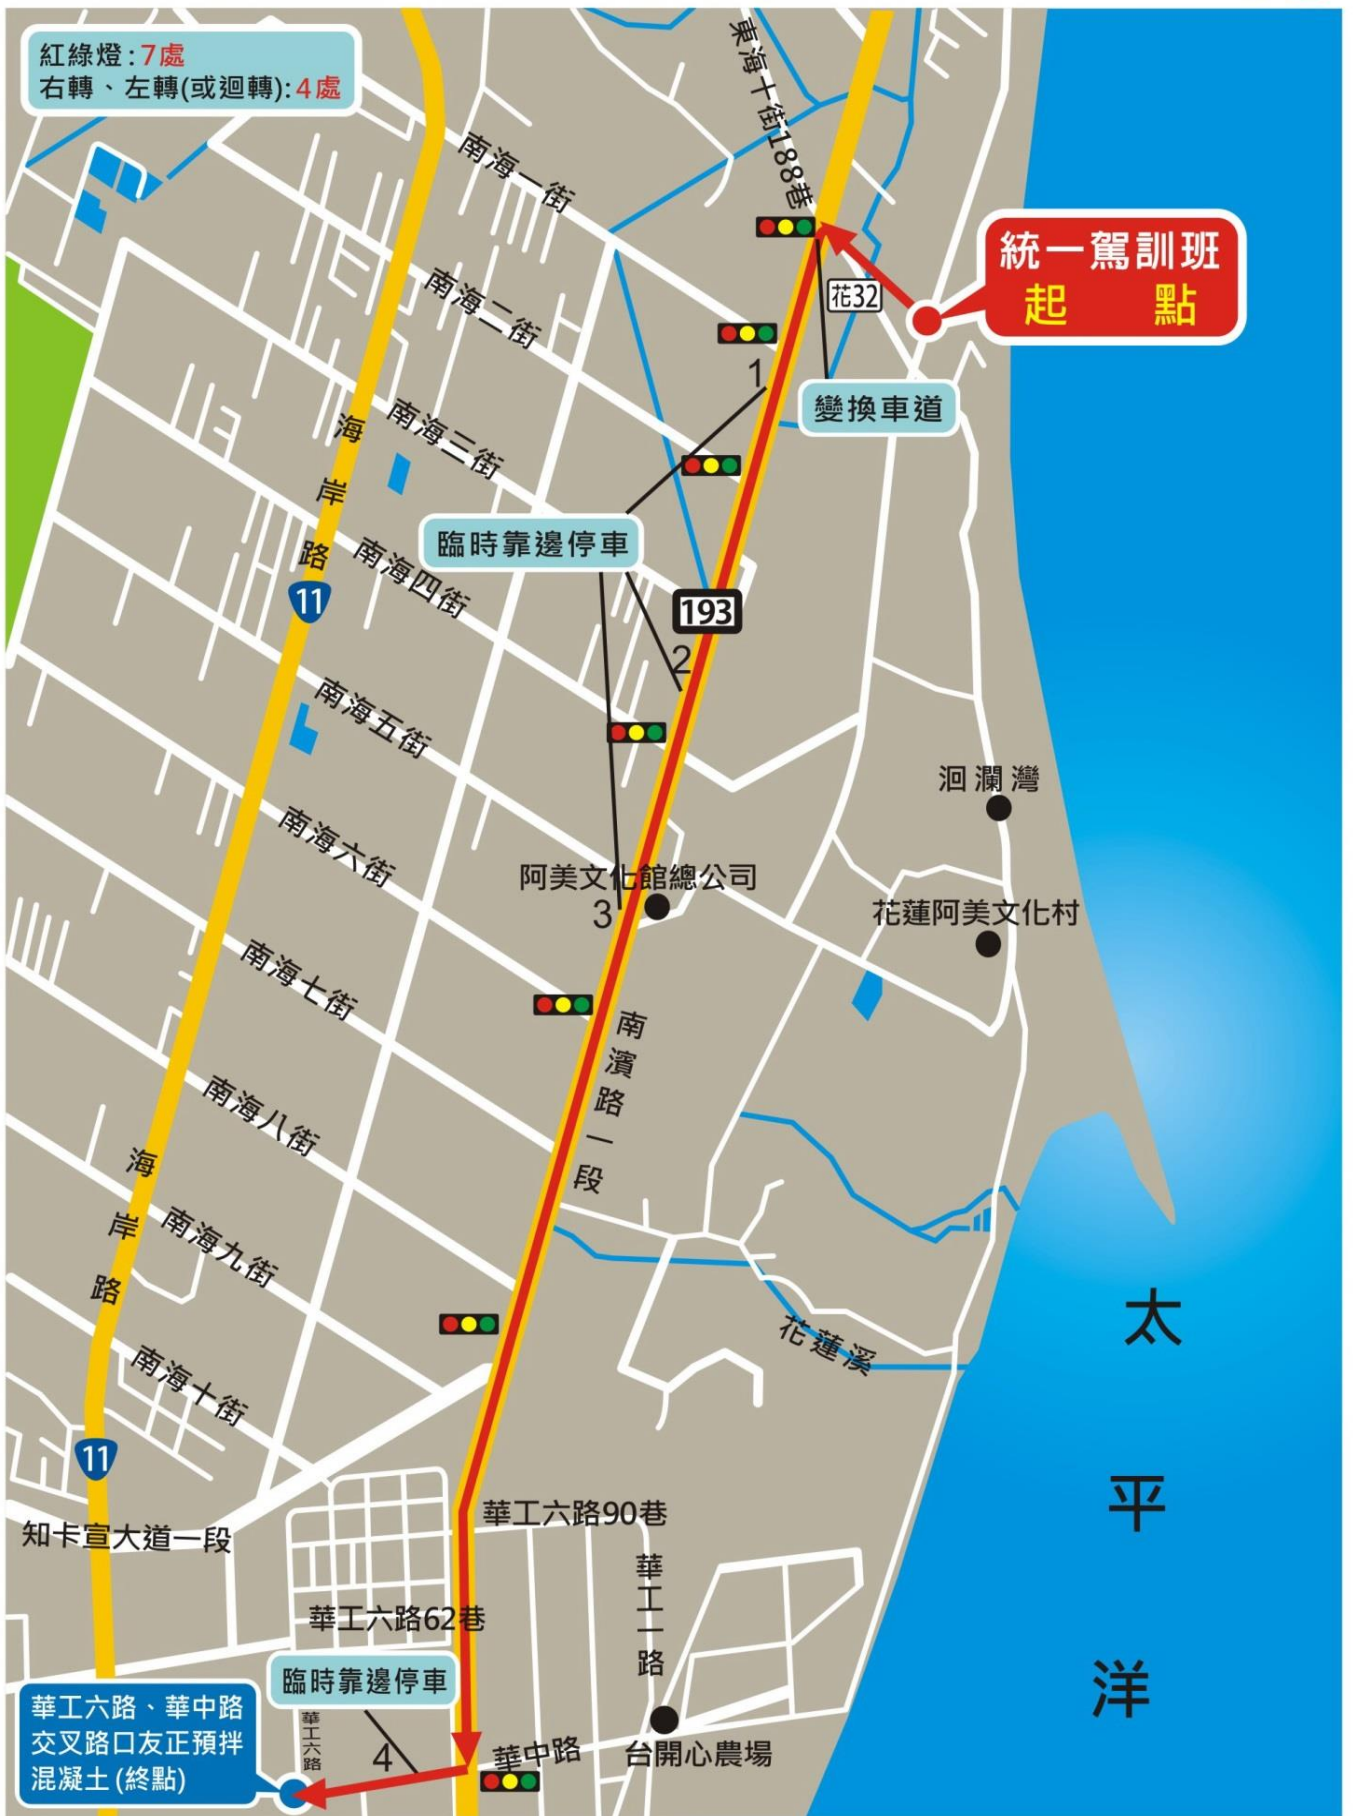 紅綠燈:7處
右轉、左轉(或迴轉):4處
東海十街188巷
南海一街
統一駕訓班
起 點
花32
南海二街
1
變換車道
南海三街
海岸路
臨時靠邊停車
南海四街
11
193
2
南海五街
洄瀾灣
南海六街
阿美文化館總公司
3
花蓮阿美文化村
南海七街
南濱路一段
南海八街
海岸路
南海九街
太平洋
花蓮溪
南海十街
11
華工六路90巷
知卡宣大道一段
華工一路
華工六路62巷
臨時靠邊停車
華工六路、華中路
交叉路口友正預拌
混凝土(終點)
華工六路
4
華中路
台開心農場